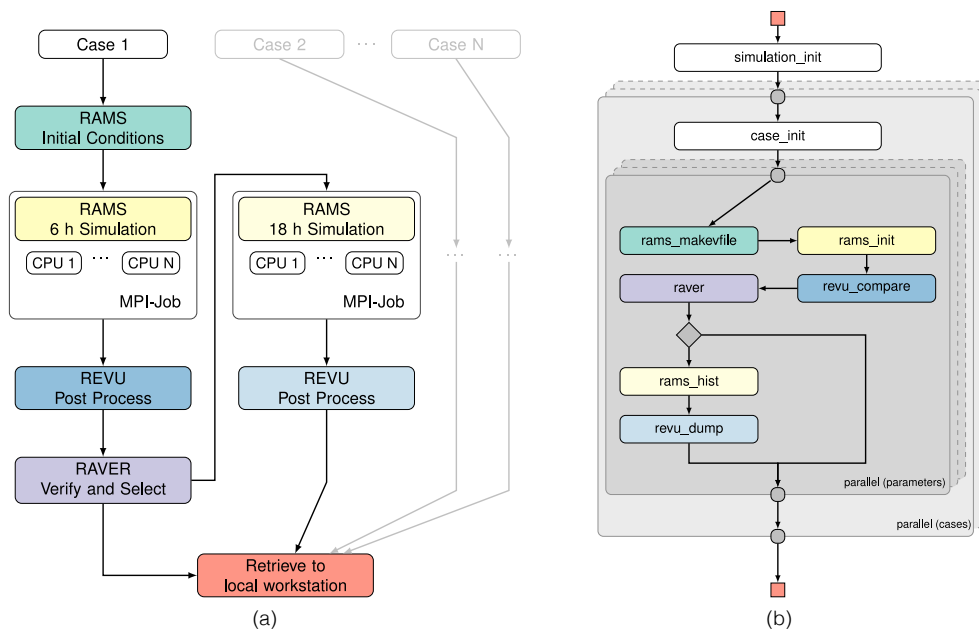 Case 1
Case 2
...
Case N
RAMS
Initial Conditions
RAMS
6 h Simulation
CPU 1
...
CPU N
MPI-Job
RAMS
18 h Simulation
CPU 1
...
CPU N
MPI-Job
...
...
REVU
Post Process
REVU
Post Process
RAVER
Verify and Select
Retrieve to
local workstation
(a)
simulation_init
case_init
rams_makevfile
rams_init
raver
revu_compare
rams_hist
revu_dump
parallel (parameters)
parallel (cases)
(b)